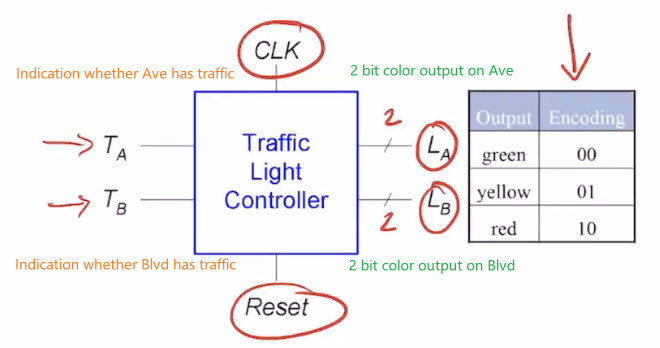 CLK
Indication whether Ave has traffic
2 bit color output on Ave
T_A
T_B
Traffic
Light
Controller
2
L_A
2
L_B
Output Encoding
green 00
yellow 01
red 10
Indication whether Blvd has traffic
2 bit color output on Blvd
Reset